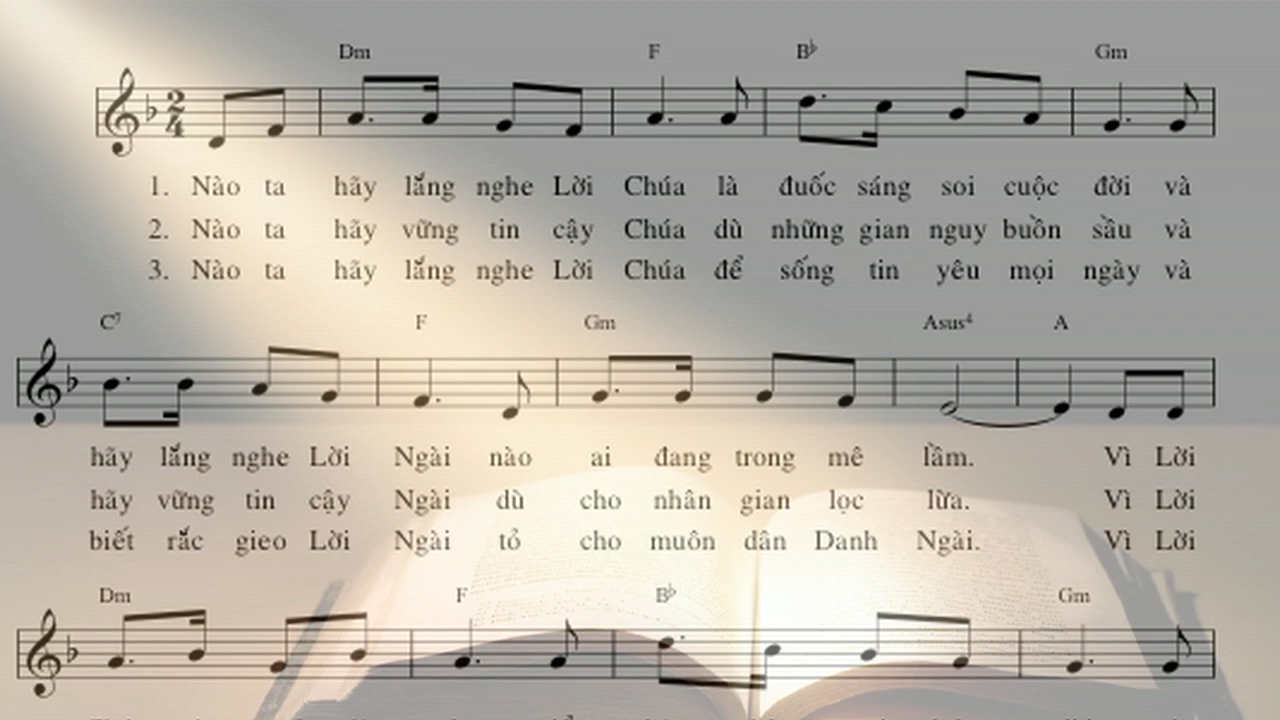 Dm F B♭ Gm
2
4
1. Nào ta hãy lắng nghe Lời Chúa là đuốc sáng soi cuộc đời và
2. Nào ta hãy vững tin cậy Chúa dù những gian nguy buồn sầu và
3. Nào ta hãy lắng nghe Lời Chúa để sống tin yêu mọi ngày và
C7 F Gm Asus4 A
hãy lắng nghe Lời Ngài nào ai đang trong mê lầm. Vì Lời
hãy vững tin cậy Ngài dù cho nhân gian lọc lừa. Vì Lời
biết rắc gieo Lời Ngài tỏ cho muôn dân Danh Ngài. Vì Lời
Dm F B♭ Gm